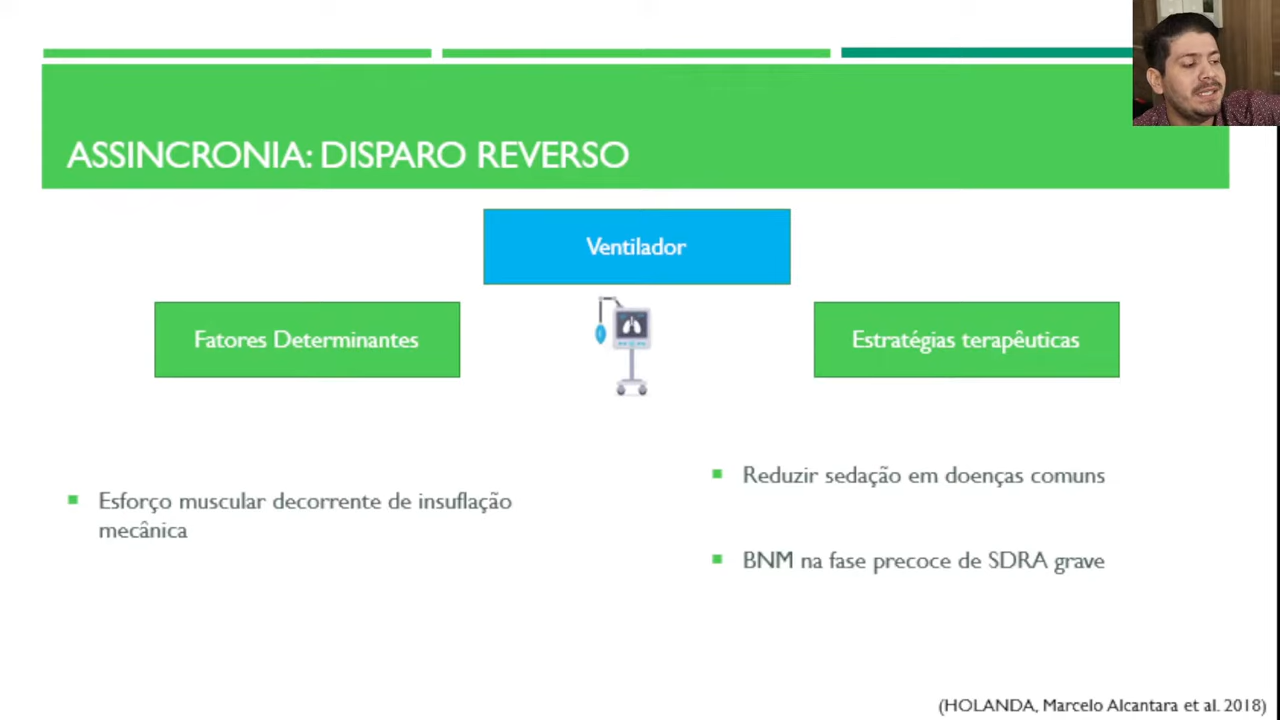 ASSINCRONIA: DISPARO REVERSO
Ventilador
Fatores Determinantes
Estratégias terapêuticas
Esforço muscular decorrente de insuflação
mecânica
Reduzir sedação em doenças comuns
BNM na fase precoce de SDRA grave
(HOLANDA, Marcelo Alcantara et al. 2018)